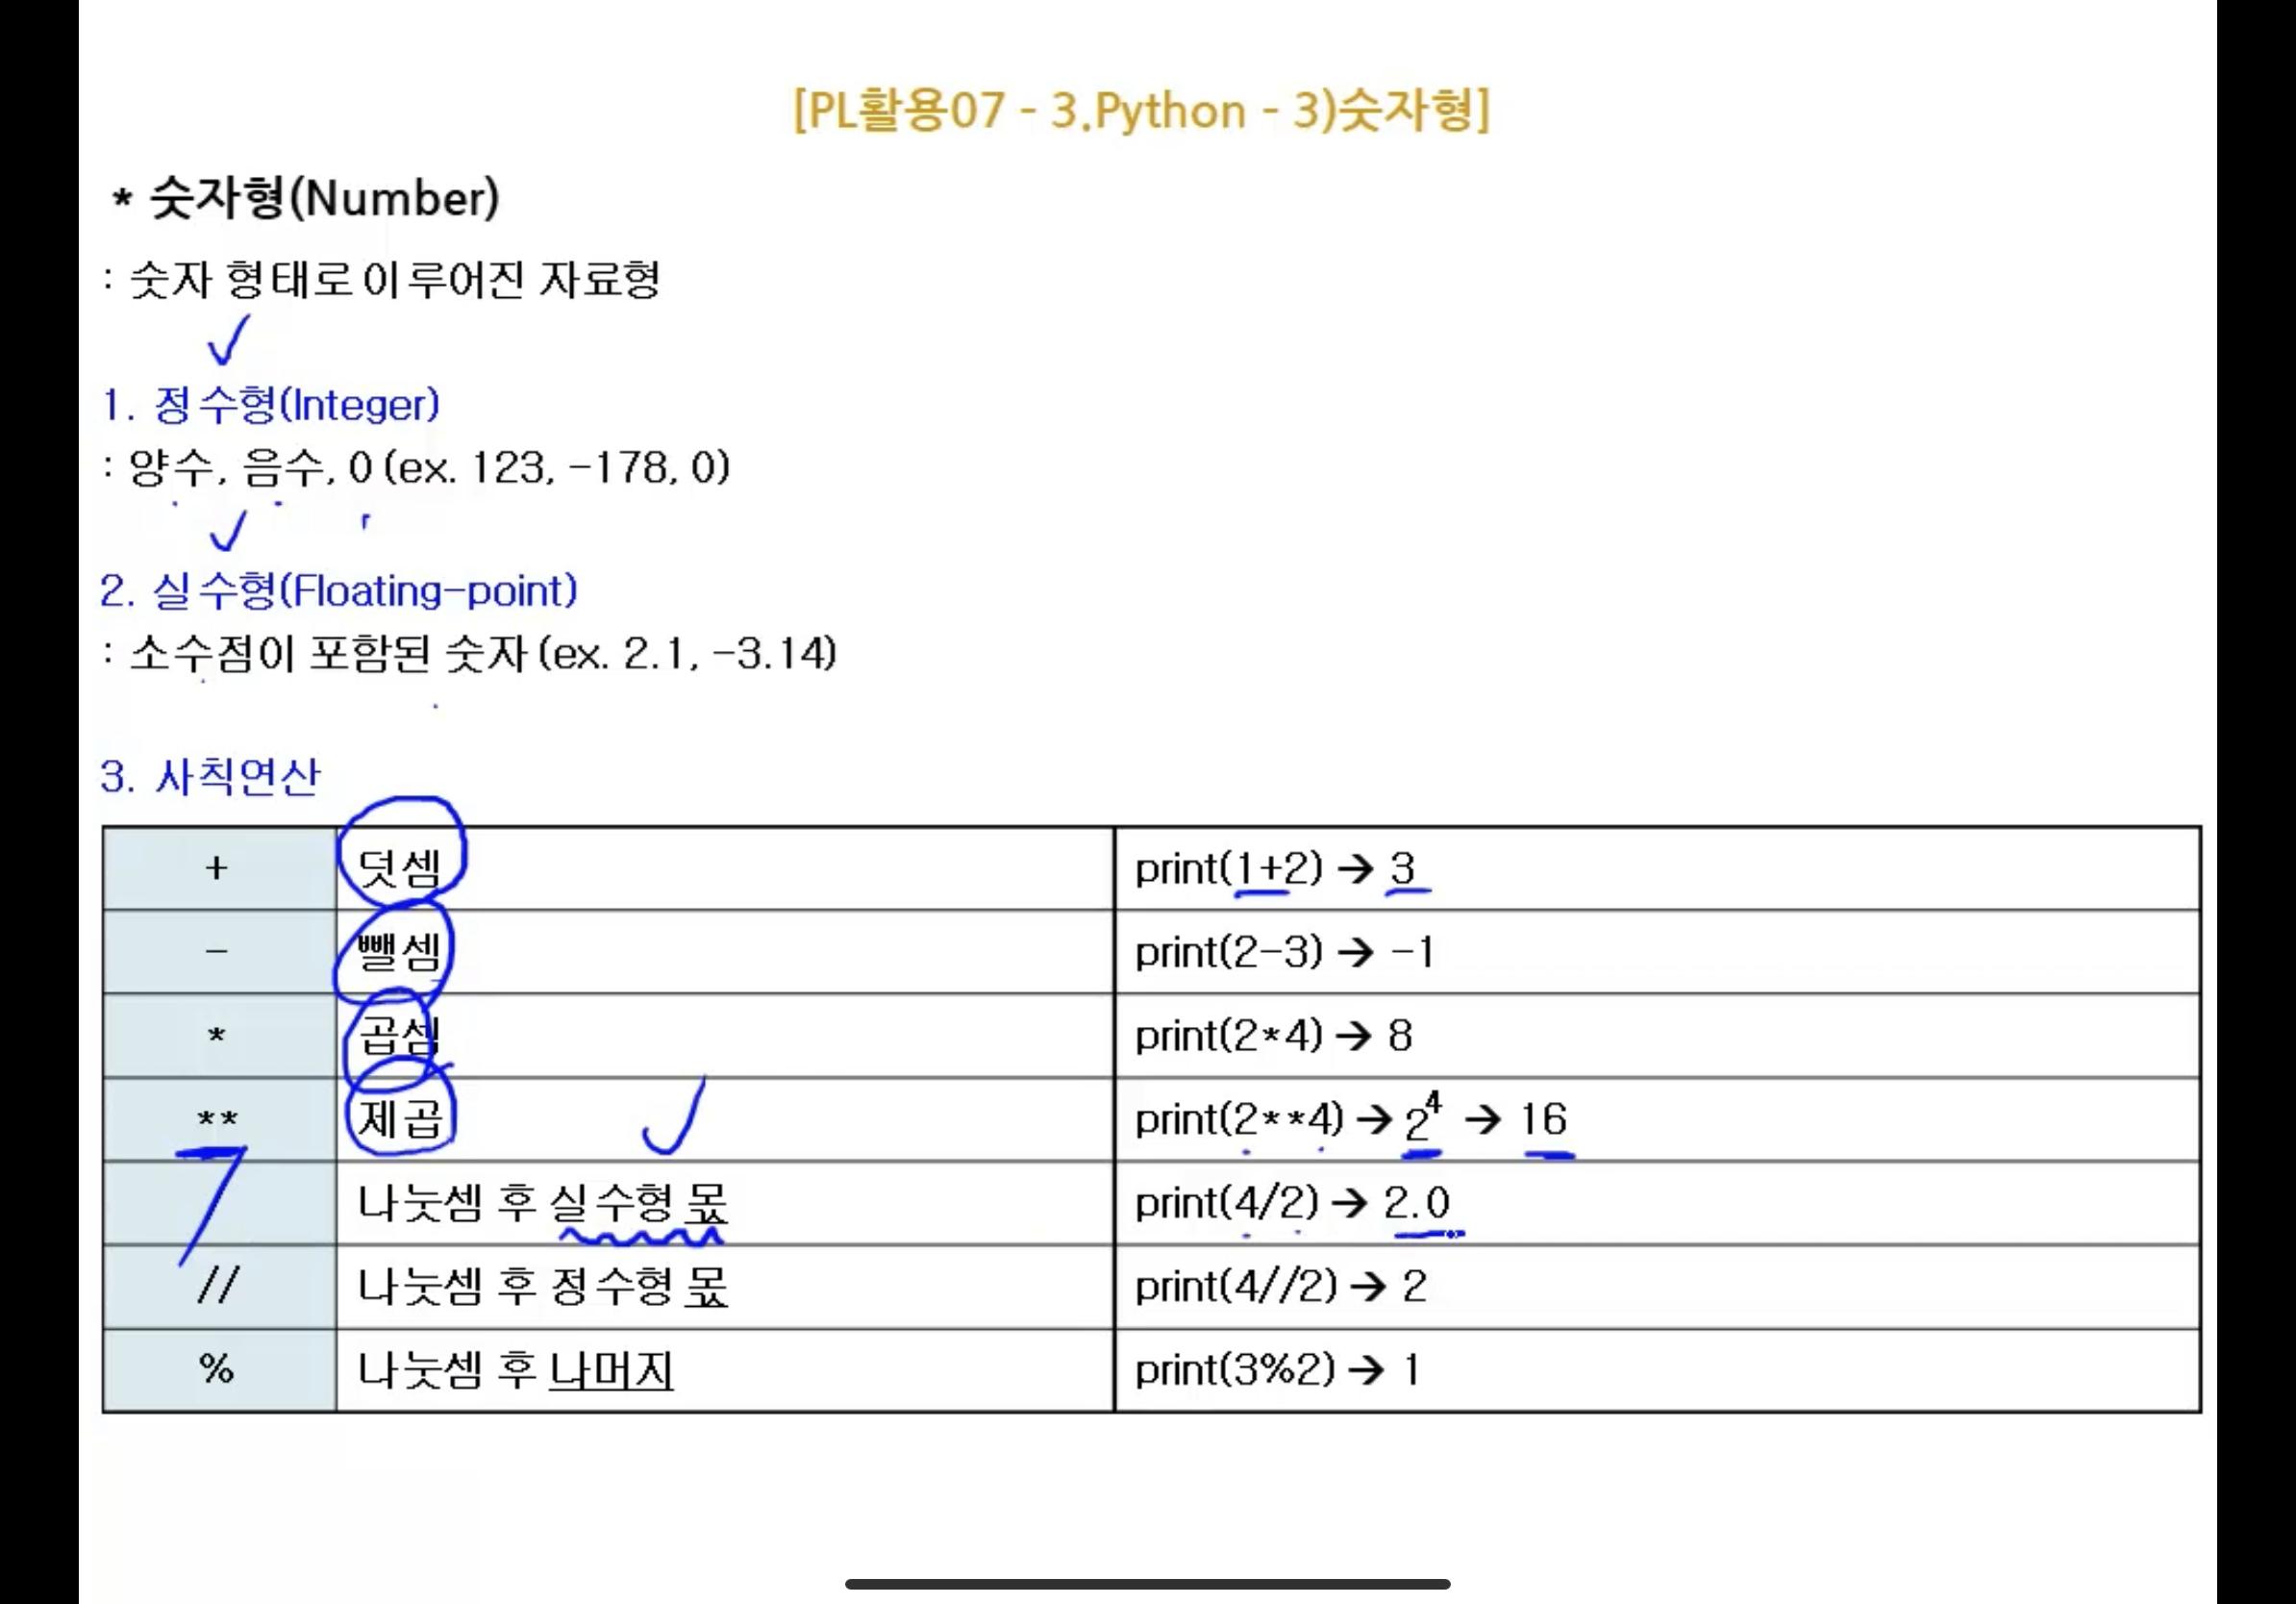 [PL활용07 - 3.Python - 3)숫자형]
* 숫자형(Number)
: 숫자 형태로 이루어진 자료형
1. 정수형(Integer)
: 양수, 음수, 0 (ex. 123, -178, 0)
2. 실수형(Floating-point)
: 소수점이 포함된 숫자 (ex. 2.1, -3.14)
3. 사칙연산
+ 덧셈 print(1+2) → 3
- 뺄셈 print(2-3) → -1
* 곱셈 print(2*4) → 8
** 제곱 print(2**4) → 2⁴ → 16
/ 나눗셈 후 실수형 몫 print(4/2) → 2.0
// 나눗셈 후 정수형 몫 print(4//2) → 2
% 나눗셈 후 나머지 print(3%2) → 1